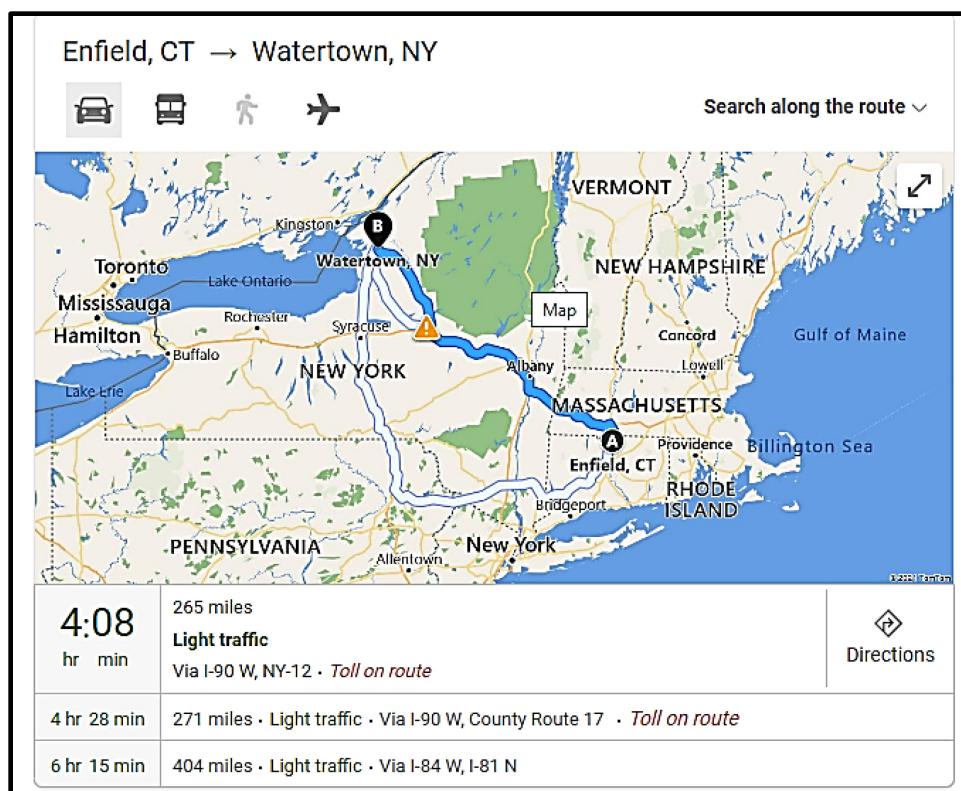 Enfield, CT → Watertown, NY
Search along the route
VERMONT
Kingston
B
Watertown, NY
NEW HAMPSHIRE
Toronto
Lake Ontario
Mississauga
Map
Rochester
Syracuse
Hamilton
Concord
Gulf of Maine
Buffalo
NEW YORK
Albany
Lowell
Lake Erie
MASSACHUSETTS
A
Providence
Billington Sea
Enfield, CT
RHODE
ISLAND
Bridgeport
PENNSYLVANIA
New York
Allentown
4:08
hr min
265 miles
Light traffic
Via I-90 W, NY-12 · Toll on route
Directions
4 hr 28 min
271 miles · Light traffic · Via I-90 W, County Route 17 · Toll on route
6 hr 15 min
404 miles · Light traffic · Via I-84 W, I-81 N